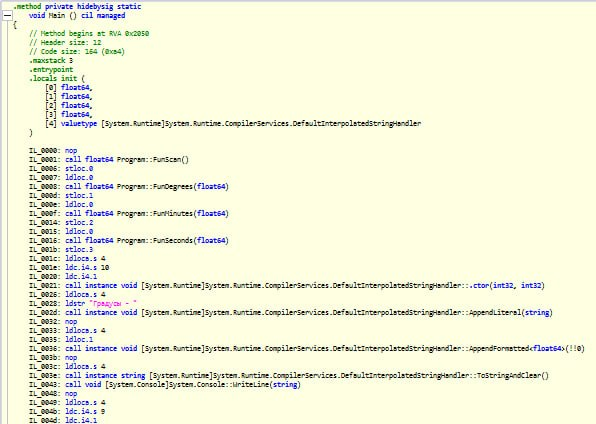 .method private hidebysig static
void Main () cil managed
{
// Method begins at RVA 0x2050
// Header size: 12
// Code size: 164 (0xa4)
.maxstack 3
.entrypoint
.locals init (
[0] float64,
[1] float64,
[2] float64,
[3] float64,
[4] valuetype [System.Runtime]System.Runtime.CompilerServices.DefaultInterpolatedStringHandler
)
IL_0000: nop
IL_0001: call float64 Program::FunScan()
IL_0006: stloc.0
IL_0007: ldloc.0
IL_0008: call float64 Program::FunDegrees(float64)
IL_000d: stloc.1
IL_000e: ldloc.0
IL_000f: call float64 Program::FunMinutes(float64)
IL_0014: stloc.2
IL_0015: ldloc.0
IL_0016: call float64 Program::FunSeconds(float64)
IL_001b: stloc.3
IL_001c: ldloca.s 4
IL_001e: ldc.i4.s 10
IL_0020: ldc.i4.1
IL_0021: call instance void [System.Runtime]System.Runtime.CompilerServices.DefaultInterpolatedStringHandler::.ctor(int32, int32)
IL_0026: ldloca.s 4
IL_0028: ldstr "Градусы - "
IL_002d: call instance void [System.Runtime]System.Runtime.CompilerServices.DefaultInterpolatedStringHandler::AppendLiteral(string)
IL_0032: nop
IL_0033: ldloca.s 4
IL_0035: ldloc.1
IL_0036: call instance void [System.Runtime]System.Runtime.CompilerServices.DefaultInterpolatedStringHandler::AppendFormatted<float64>(!!0)
IL_003b: nop
IL_003c: ldloca.s 4
IL_003e: call instance string [System.Runtime]System.Runtime.CompilerServices.DefaultInterpolatedStringHandler::ToStringAndClear()
IL_0043: call void [System.Console]System.Console::WriteLine(string)
IL_0048: nop
IL_0049: ldloca.s 4
IL_004b: ldc.i4.s 9
IL_004d: ldc.i4.1